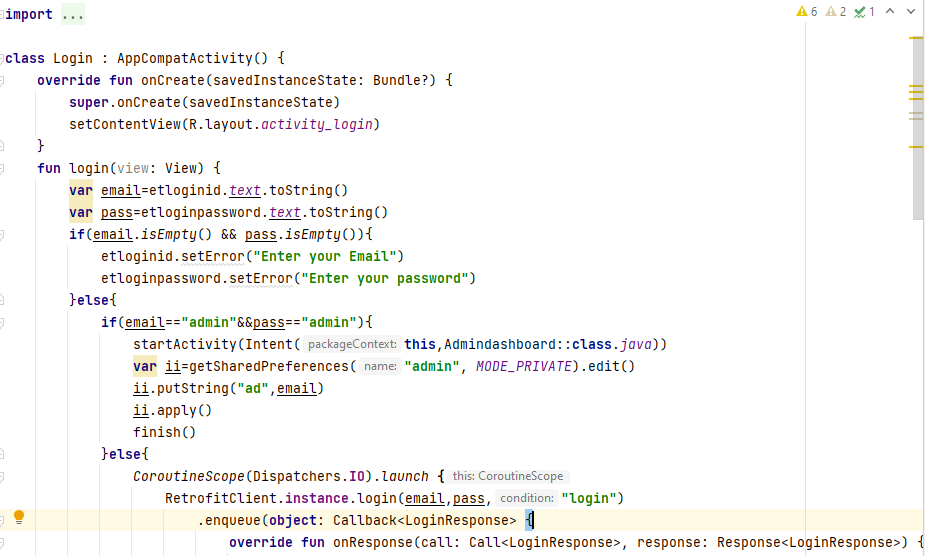 import ...
6 2 1
class Login : AppCompatActivity() {
override fun onCreate(savedInstanceState: Bundle?) {
super.onCreate(savedInstanceState)
setContentView(R.layout.activity_login)
}
fun login(view: View) {
var email=etloginid.text.toString()
var pass=etloginpassword.text.toString()
if(email.isEmpty() && pass.isEmpty()){
etloginid.setError("Enter your Email")
etloginpassword.setError("Enter your password")
}else{
if(email=="admin"&&pass=="admin"){
startActivity(Intent( packageContext: this,Admindashboard::class.java))
var ii=getSharedPreferences( name: "admin", MODE_PRIVATE).edit()
ii.putString("ad",email)
ii.apply()
finish()
}else{
CoroutineScope(Dispatchers.IO).launch { this: CoroutineScope
RetrofitClient.instance.login(email,pass, condition: "login")
.enqueue(object: Callback<LoginResponse> {
override fun onResponse(call: Call<LoginResponse>, response: Response<LoginResponse>) {